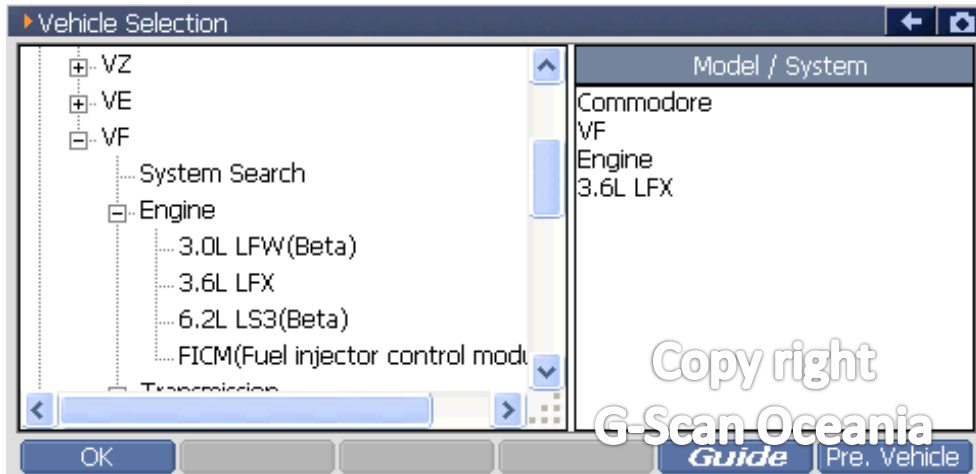 Vehicle Selection
VZ
VE
VF
System Search
Engine
3.0L LFW(Beta)
3.6L LFX
6.2L LS3(Beta)
FICM(Fuel injector control modu
Transmission
Model / System
Commodore
VF
Engine
3.6L LFX
Copy right
G-Scan Oceania
OK
Guide
Pre. Vehicle